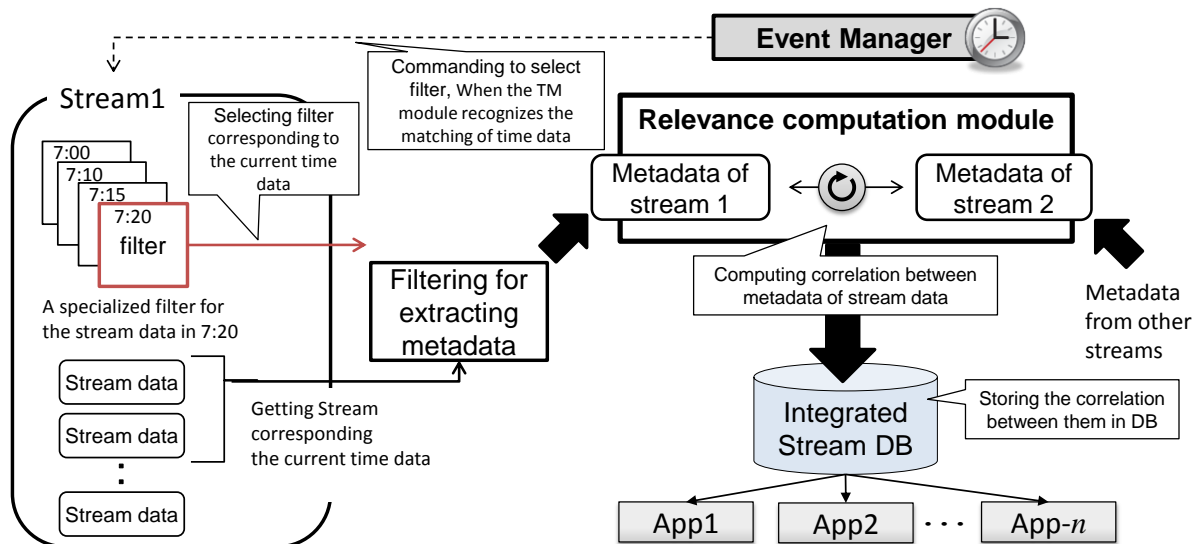 Event Manager
Commanding to select
filter, When the TM
module recognizes the
matching of time data
Stream1
Selecting filter
corresponding to
the current time
data
7:00
7:10
7:15
7:20
filter
A specialized filter for
the stream data in 7:20
Stream data
Stream data
Stream data
Getting Stream
corresponding
the current time data
Filtering for
extracting
metadata
Relevance computation module
Metadata of
stream 1
Metadata of
stream 2
Computing correlation between
metadata of stream data
Metadata
from other
streams
Integrated
Stream DB
Storing the correlation
between them in DB
App1
App2
App-n